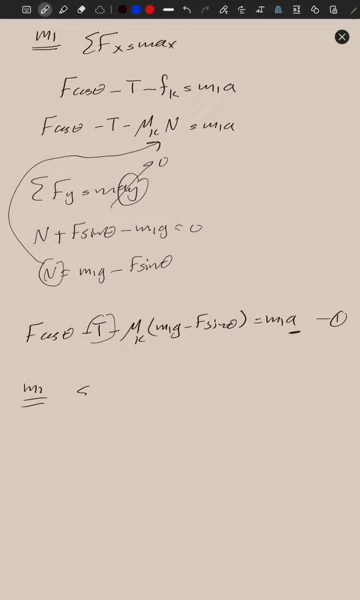 m₁ ΣFx = max
Fcosθ - T - fk = m₁a
Fcosθ - T - μk N = m₁a
ΣFy = may → 0
N + Fsinθ - m₁g = 0
N = m₁g - Fsinθ
Fcosθ - T - μk (m₁g - Fsinθ) = m₁a - ①
m₂